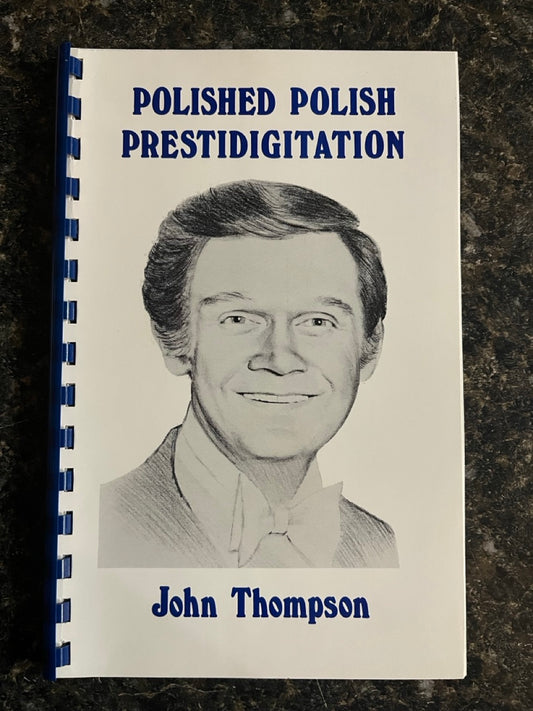 POLISHED POLISH
PRESTIDIGITATION
John Thompson